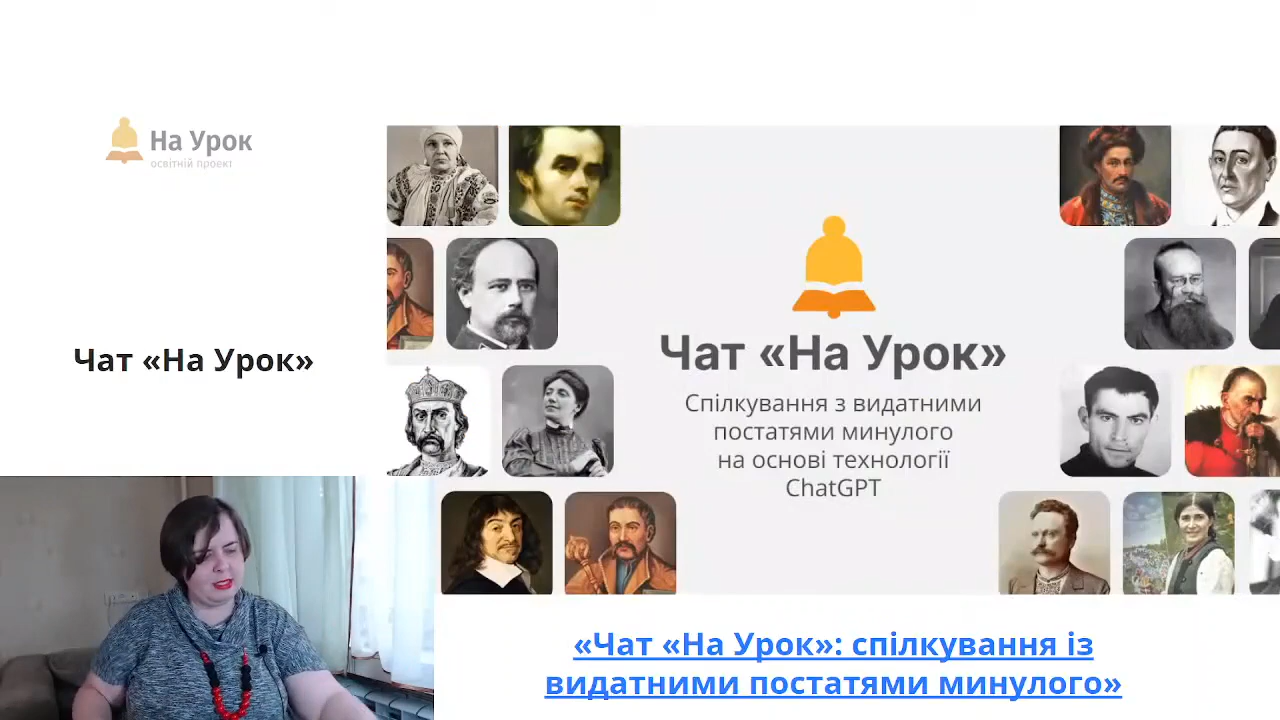 На Урок
освітній проект
Чат «На Урок»
Чат «На Урок»
Спілкування з видатними
постатями минулого
на основі технології
ChatGPT
«Чат «На Урок»: спілкування із
видатними постатями минулого»